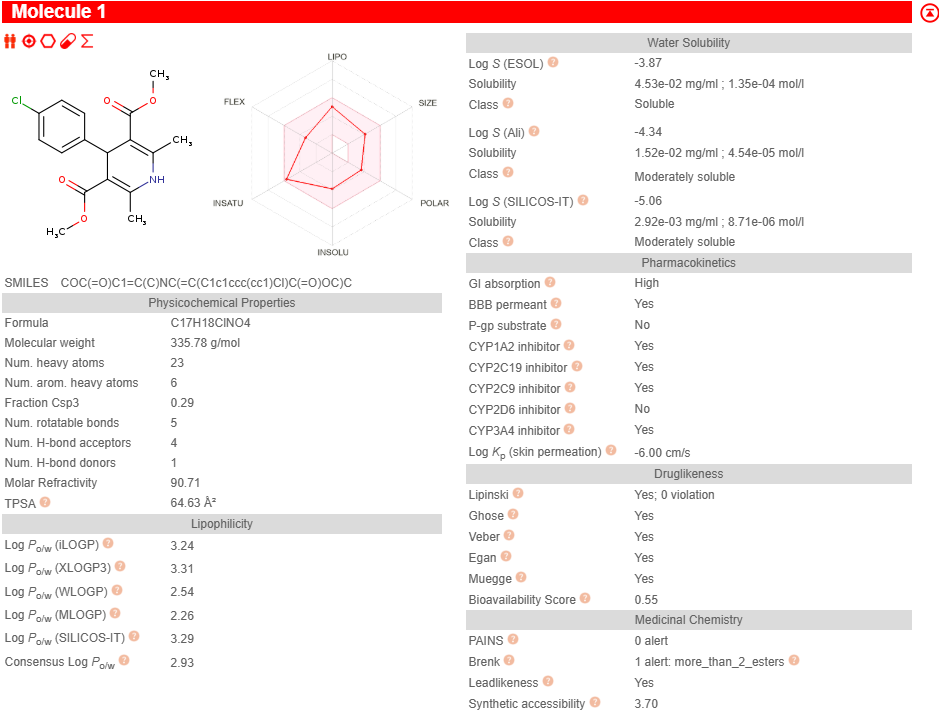 Molecule 1
LIPO
FLEX
SIZE
INSATU
POLAR
INSOLU
CH₃
O
O
Cl
CH₃
NH
O
O
CH₃
H₃C
SMILES COC(=O)C1=C(C)NC(=C(C1c1ccc(cc1)Cl)C(=O)OC)C
Physicochemical Properties
Formula C17H18ClNO4
Molecular weight 335.78 g/mol
Num. heavy atoms 23
Num. arom. heavy atoms 6
Fraction Csp3 0.29
Num. rotatable bonds 5
Num. H-bond acceptors 4
Num. H-bond donors 1
Molar Refractivity 90.71
TPSA ? 64.63 Å²
Lipophilicity
Log Po/w (iLOGP) ? 3.24
Log Po/w (XLOGP3) ? 3.31
Log Po/w (WLOGP) ? 2.54
Log Po/w (MLOGP) ? 2.26
Log Po/w (SILICOS-IT) ? 3.29
Consensus Log Po/w ? 2.93
Water Solubility
Log S (ESOL) ? -3.87
Solubility 4.53e-02 mg/ml ; 1.35e-04 mol/l
Class ? Soluble
Log S (Ali) ? -4.34
Solubility 1.52e-02 mg/ml ; 4.54e-05 mol/l
Class ? Moderately soluble
Log S (SILICOS-IT) ? -5.06
Solubility 2.92e-03 mg/ml ; 8.71e-06 mol/l
Class ? Moderately soluble
Pharmacokinetics
GI absorption ? High
BBB permeant ? Yes
P-gp substrate ? No
CYP1A2 inhibitor ? Yes
CYP2C19 inhibitor ? Yes
CYP2C9 inhibitor ? Yes
CYP2D6 inhibitor ? No
CYP3A4 inhibitor ? Yes
Log Kp (skin permeation) ? -6.00 cm/s
Druglikeness
Lipinski ? Yes; 0 violation
Ghose ? Yes
Veber ? Yes
Egan ? Yes
Muegge ? Yes
Bioavailability Score ? 0.55
Medicinal Chemistry
PAINS ? 0 alert
Brenk ? 1 alert: more_than_2_esters ?
Leadlikeness ? Yes
Synthetic accessibility ? 3.70